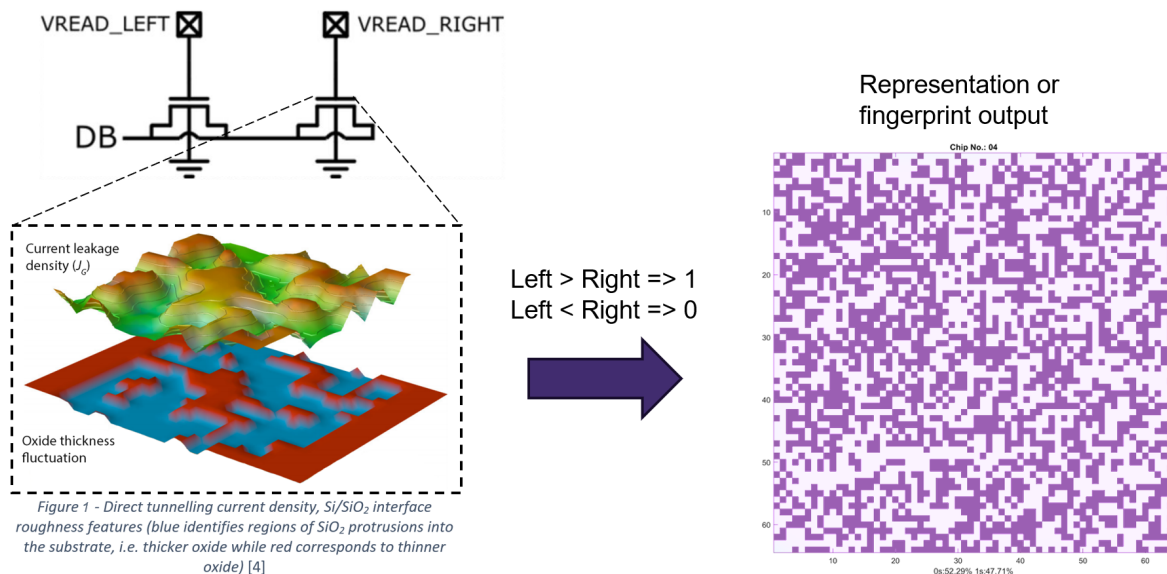 VREAD_LEFT
VREAD_RIGHT
DB
Current leakage
density (J_G)
Oxide thickness
fluctuation
Figure 1 - Direct tunnelling current density, Si/SiO₂ interface
roughness features (blue identifies regions of SiO₂ protrusions into
the substrate, i.e. thicker oxide while red corresponds to thinner
oxide) [4]
Left > Right => 1
Left < Right => 0
Representation or
fingerprint output
Chip No.: 04
10
20
30
40
50
60
10 20 30 40 50 60
0s:52.29% 1s:47.71%